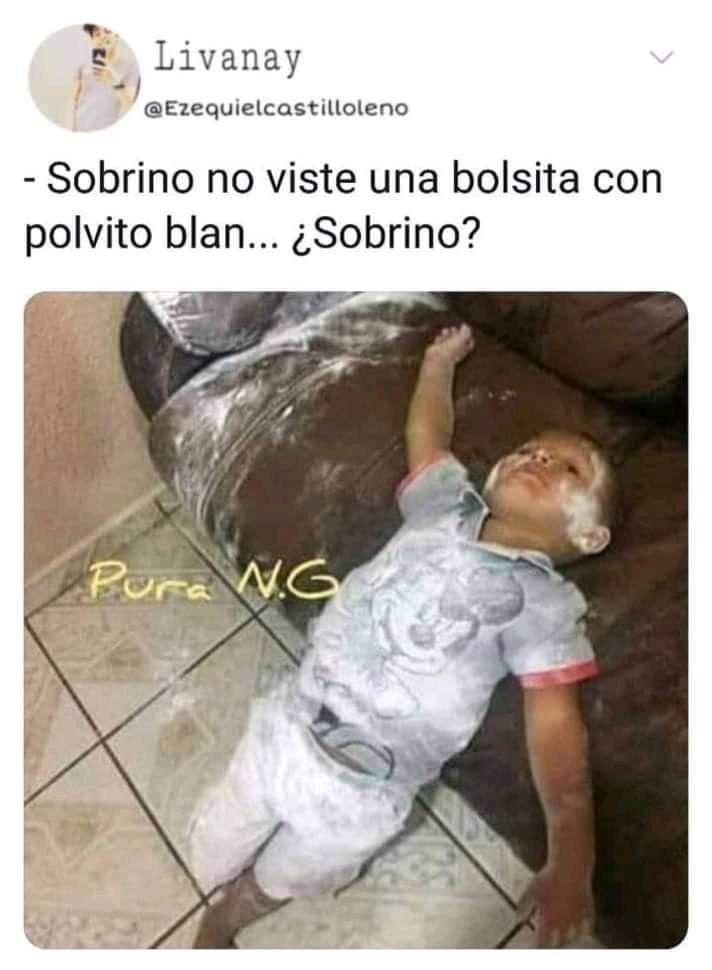 Livanay
@Ezequielcastilloleno
- Sobrino no viste una bolsita con
polvito blan... ¿Sobrino?
Pura N.G